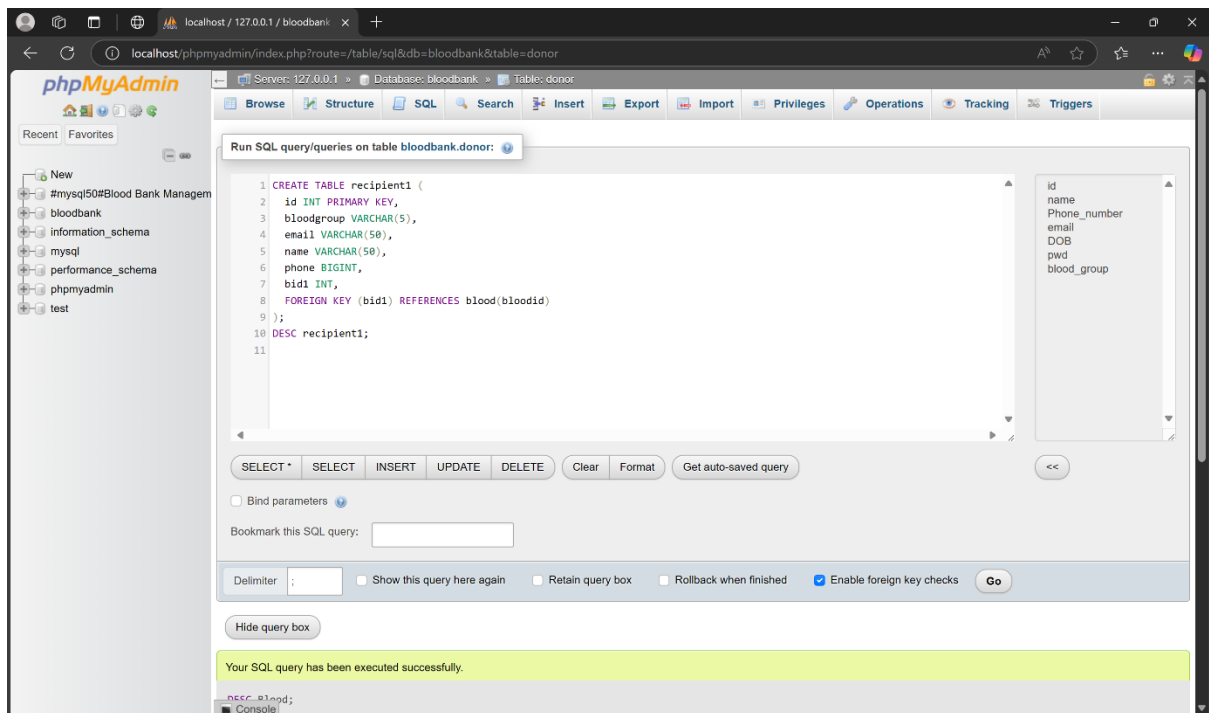 localhost / 127.0.0.1 / bloodbank
localhost/phpmyadmin/index.php?route=/table/sql&db=bloodbank&table=donor
phpMyAdmin
Recent Favorites
New
#mysql50#Blood Bank Managem
bloodbank
information_schema
mysql
performance_schema
phpmyadmin
test
Server: 127.0.0.1 » Database: bloodbank » Table: donor
Browse Structure SQL Search Insert Export Import Privileges Operations Tracking Triggers
Run SQL query/queries on table bloodbank.donor:
1 CREATE TABLE recipient1 (
2 id INT PRIMARY KEY,
3 bloodgroup VARCHAR(5),
4 email VARCHAR(50),
5 name VARCHAR(50),
6 phone BIGINT,
7 bid1 INT,
8 FOREIGN KEY (bid1) REFERENCES blood(bloodid)
9 );
10 DESC recipient1;
11
id
name
Phone_number
email
DOB
pwd
blood_group
SELECT * SELECT INSERT UPDATE DELETE Clear Format Get auto-saved query <<
Bind parameters
Bookmark this SQL query:
Delimiter ; Show this query here again Retain query box Rollback when finished Enable foreign key checks Go
Hide query box
Your SQL query has been executed successfully.
DESC Blood;
Console